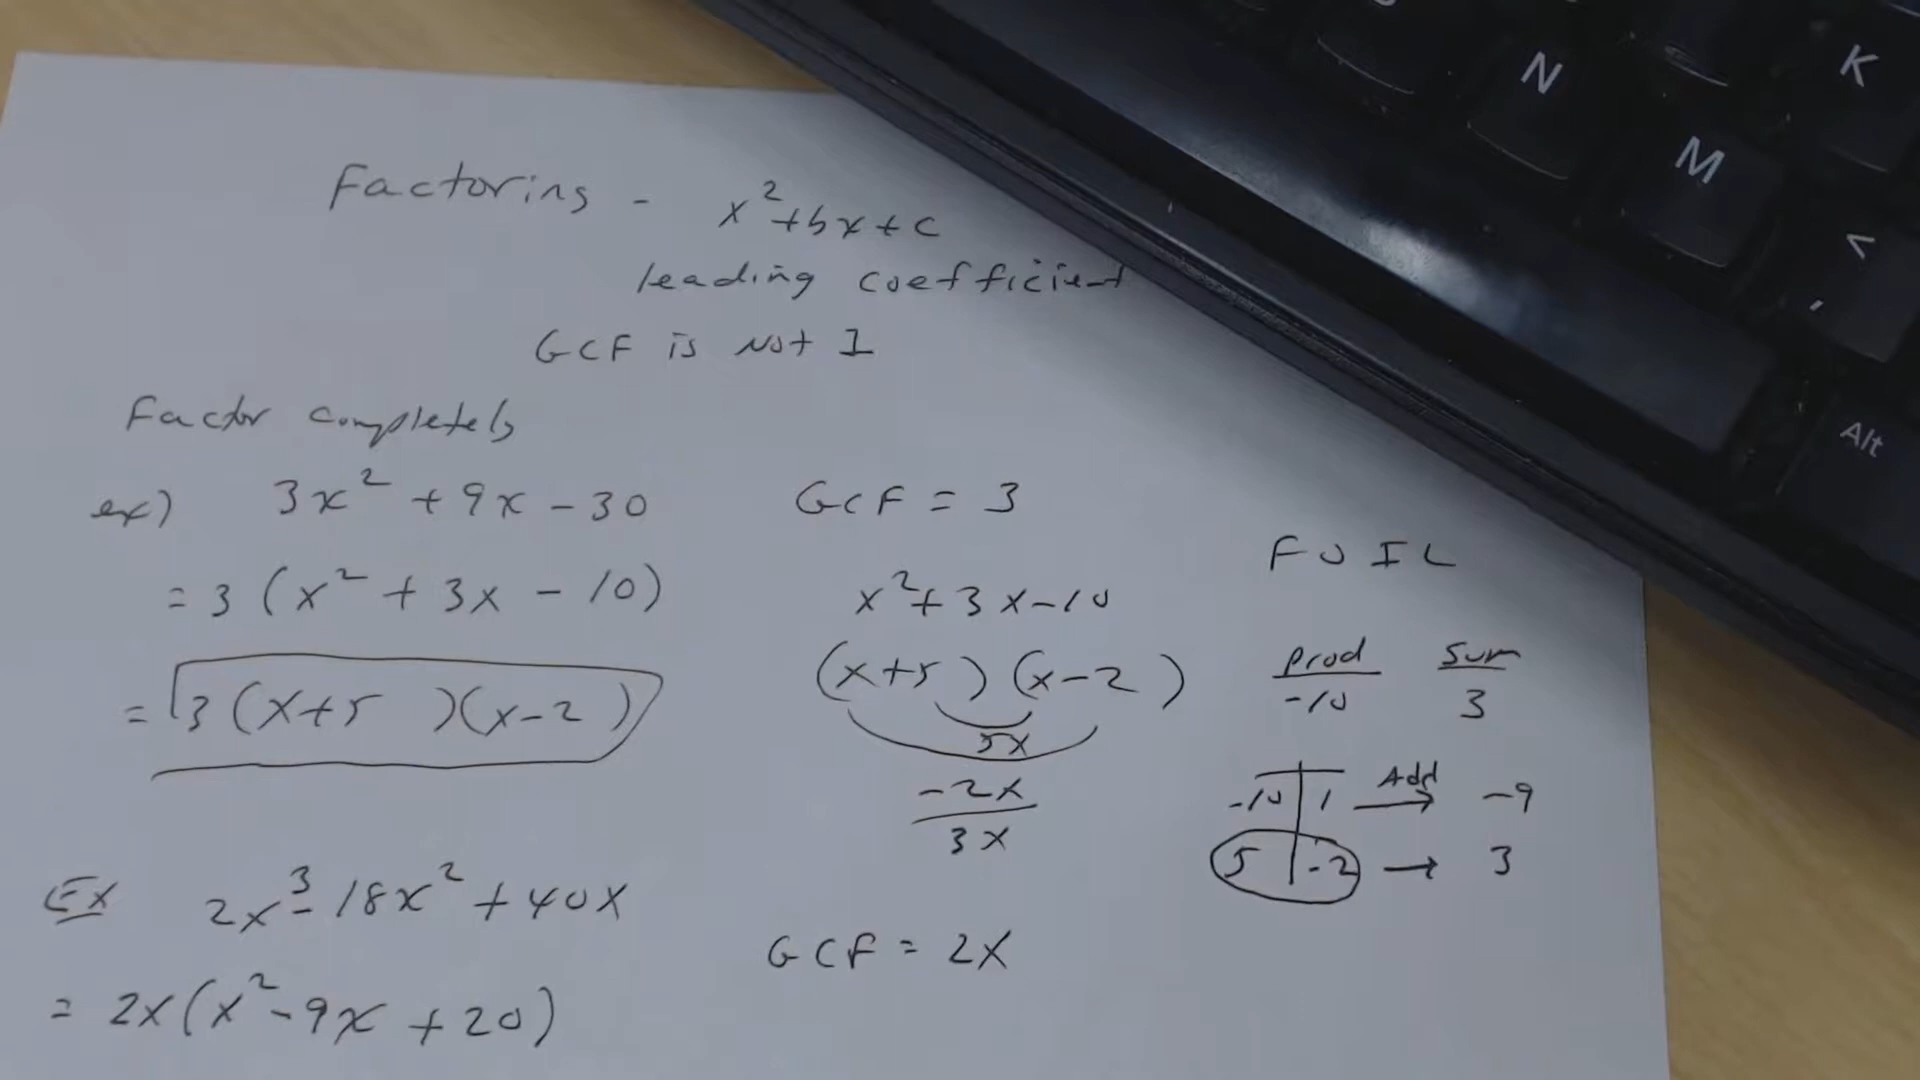 Factoring - x²+bx+c
leading coefficient
GCF is not 1
Factor completely
ex) 3x² + 9x - 30
= 3 (x² + 3x - 10)
= 3 (x+5 )(x-2 )
GCF = 3
x² + 3x - 10
(x+5 ) (x-2 )
5x
-2x
3x
FOIL
prod sum
-10 3
-10 | 1 Add → -9
5 | -2 → 3
Ex 2x³ - 18x² + 40x
= 2x(x² - 9x + 20)
GCF = 2x
N
K
M
<
,
Alt